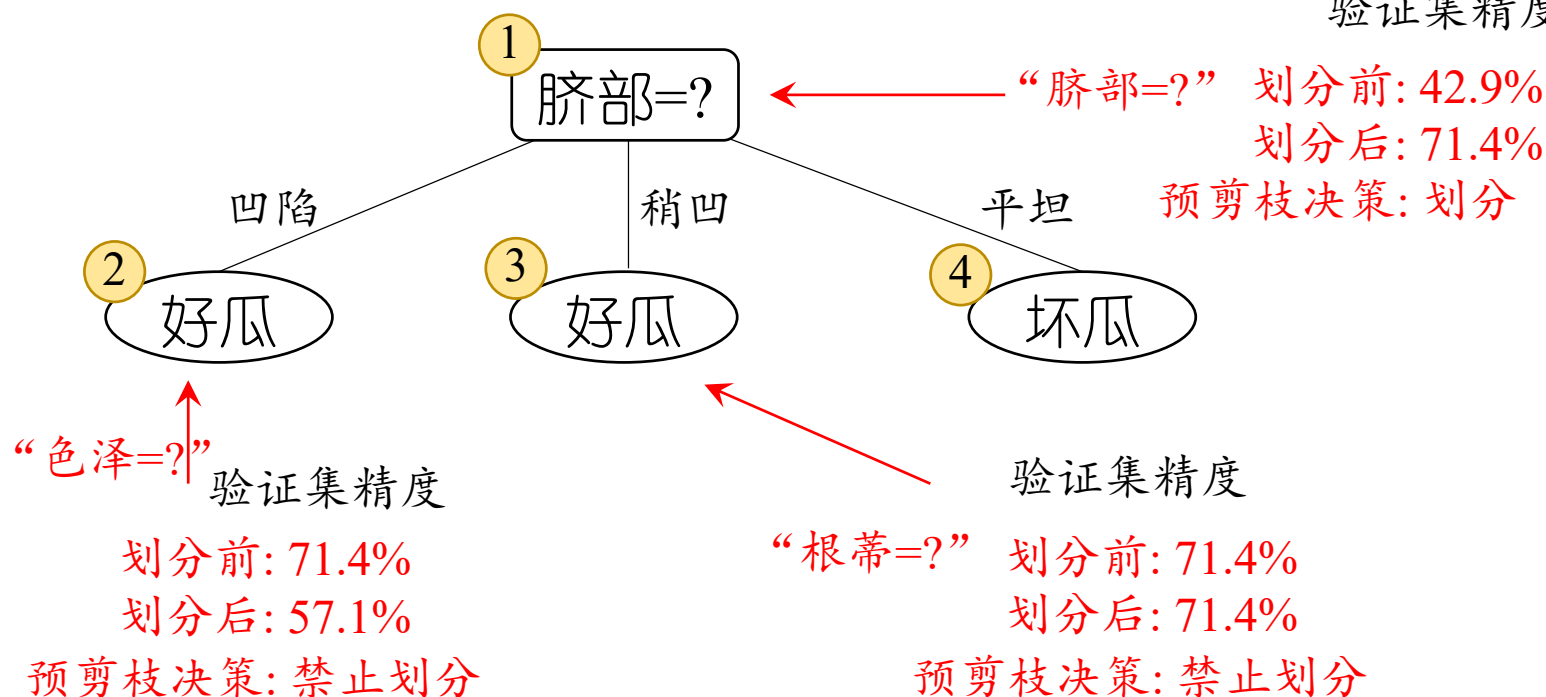 验证集精度
1
脐部=?
“脐部=?” 划分前: 42.9%
划分后: 71.4%
预剪枝决策: 划分
凹陷
稍凹
平坦
2
好瓜
3
好瓜
4
坏瓜
“色泽=?”
验证集精度
划分前: 71.4%
划分后: 57.1%
预剪枝决策: 禁止划分
验证集精度
“根蒂=?” 划分前: 71.4%
划分后: 71.4%
预剪枝决策: 禁止划分